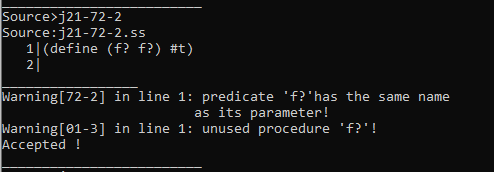 Source>j21-72-2
Source:j21-72-2.ss
1|(define (f? f?) #t)
2|
Warning[72-2] in line 1: predicate 'f?'has the same name
as its parameter!
Warning[01-3] in line 1: unused procedure 'f?'!
Accepted !